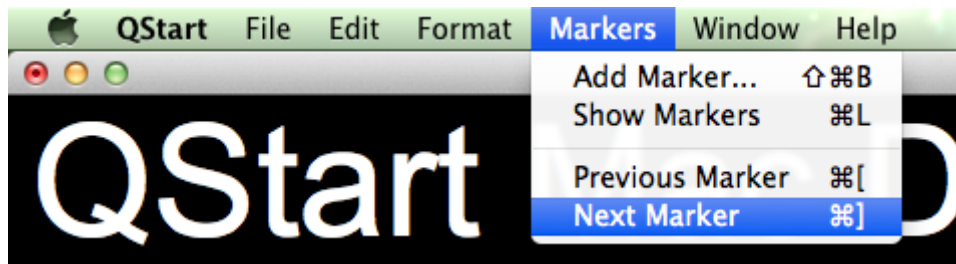 QStart File Edit Format Markers Window Help
Add Marker... ⇧⌘B
Show Markers ⌘L
Previous Marker ⌘[
Next Marker ⌘]
QStart